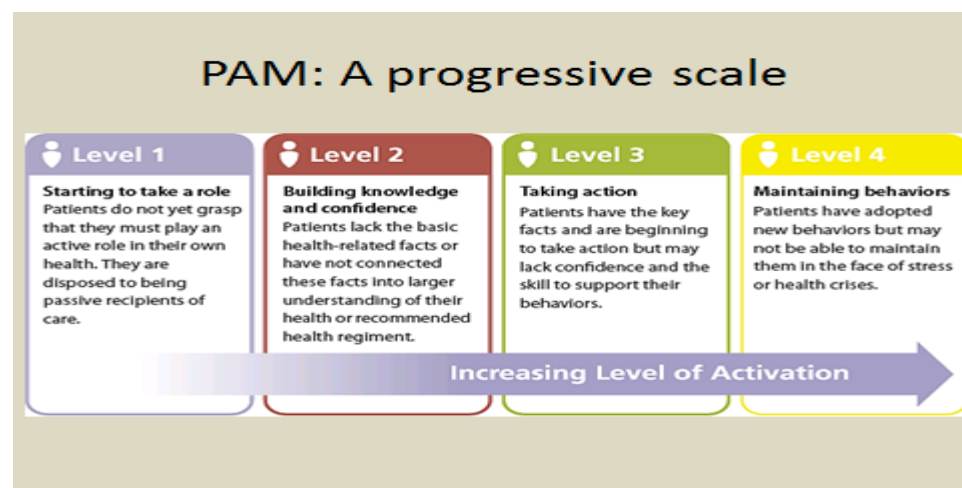 PAM: A progressive scale
Level 1
Starting to take a role
Patients do not yet grasp
that they must play an
active role in their own
health. They are
disposed to being
passive recipients of
care.
Level 2
Building knowledge
and confidence
Patients lack the basic
health-related facts or
have not connected
these facts into larger
understanding of their
health or recommended
health regiment.
Level 3
Taking action
Patients have the key
facts and are beginning
to take action but may
lack confidence and the
skill to support their
behaviors.
Level 4
Maintaining behaviors
Patients have adopted
new behaviors but may
not be able to maintain
them in the face of stress
or health crises.
Increasing Level of Activation